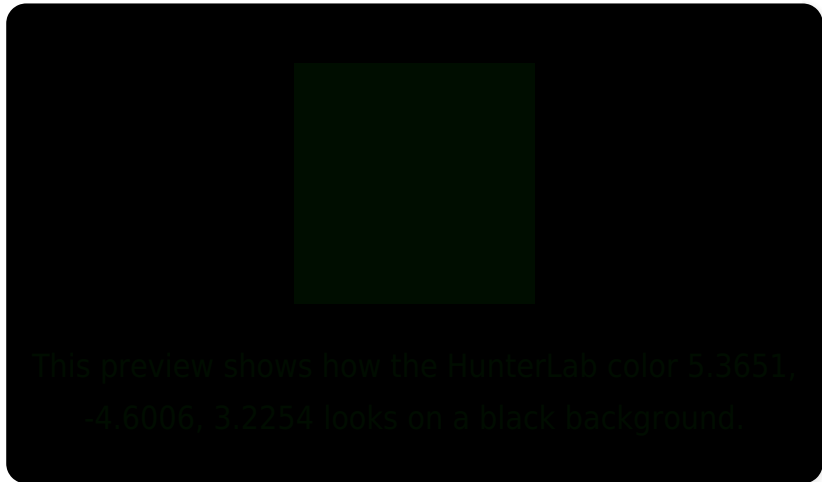 This preview shows how the HunterLab color 5.3651,
-4.6006, 3.2254 looks on a black background.